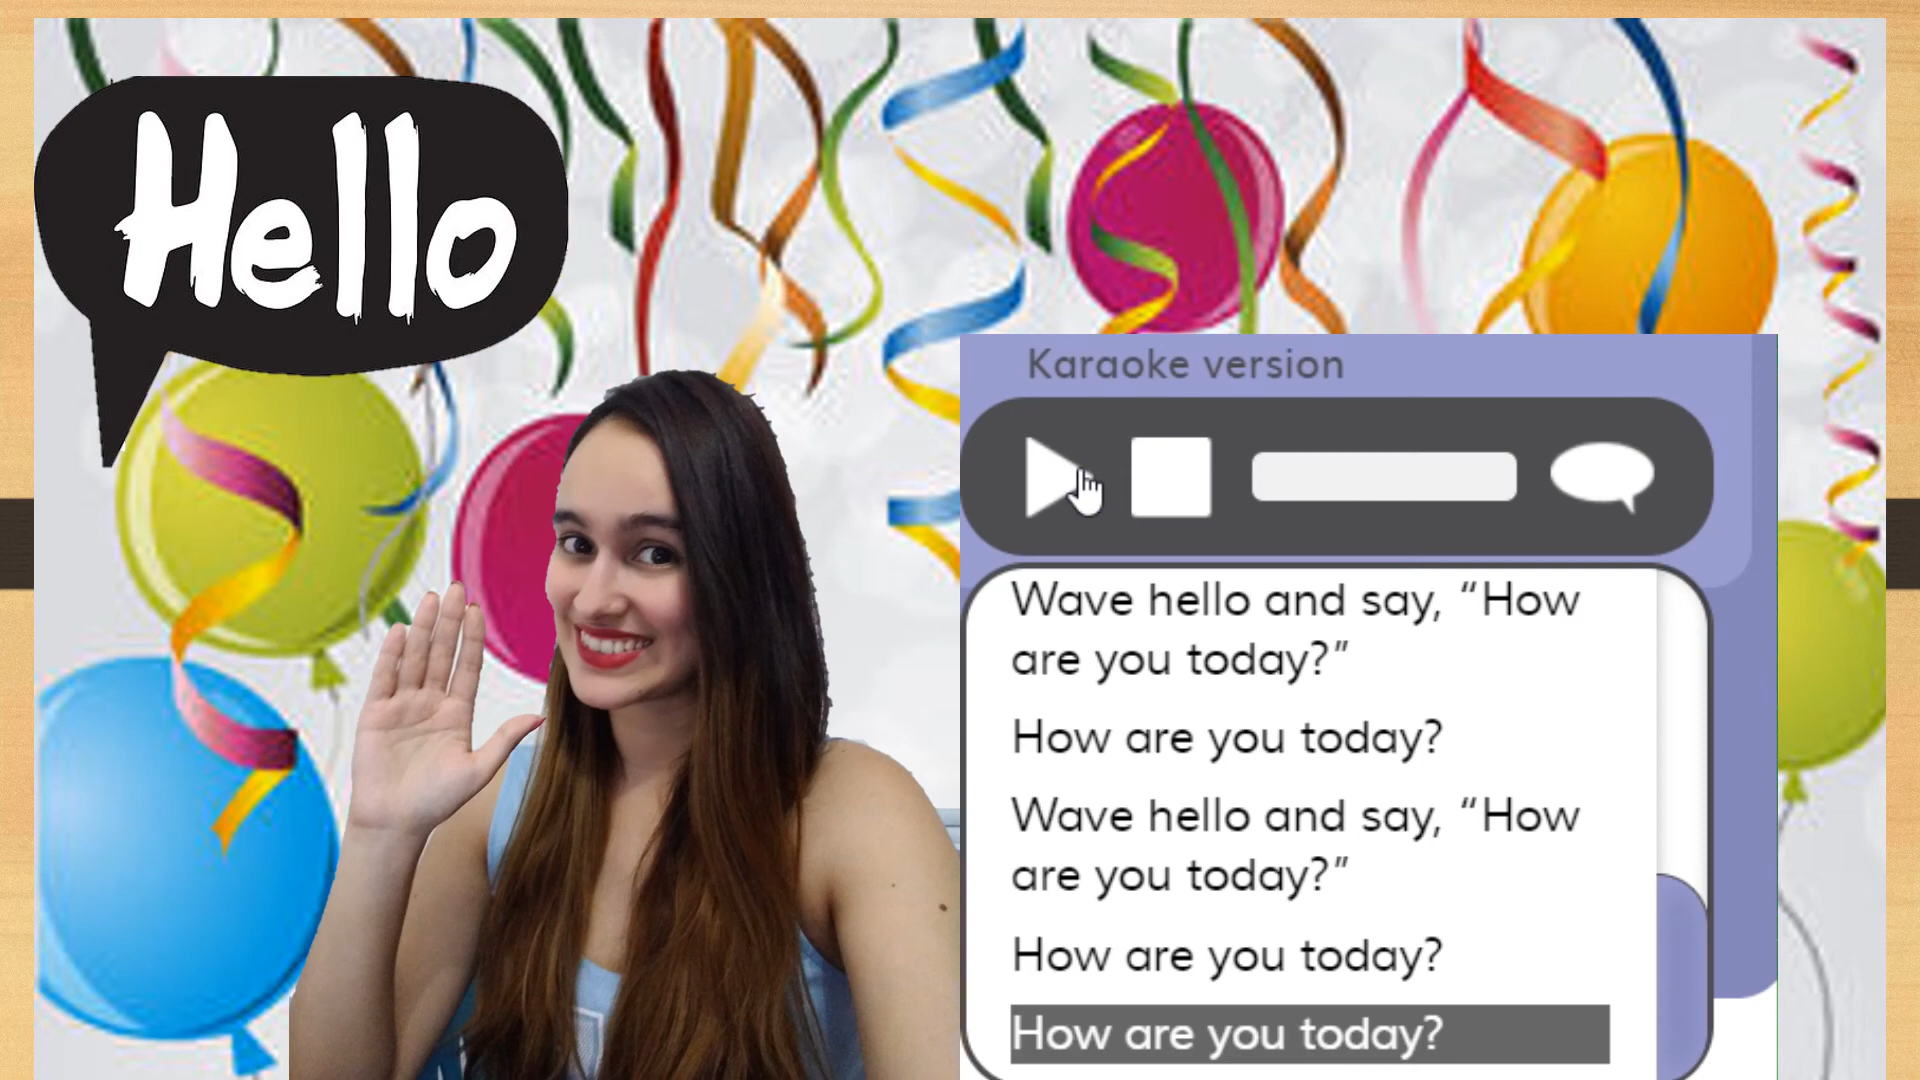 Hello
Karaoke version
Wave hello and say, “How
are you today?”
How are you today?
Wave hello and say, “How
are you today?”
How are you today?
How are you today?